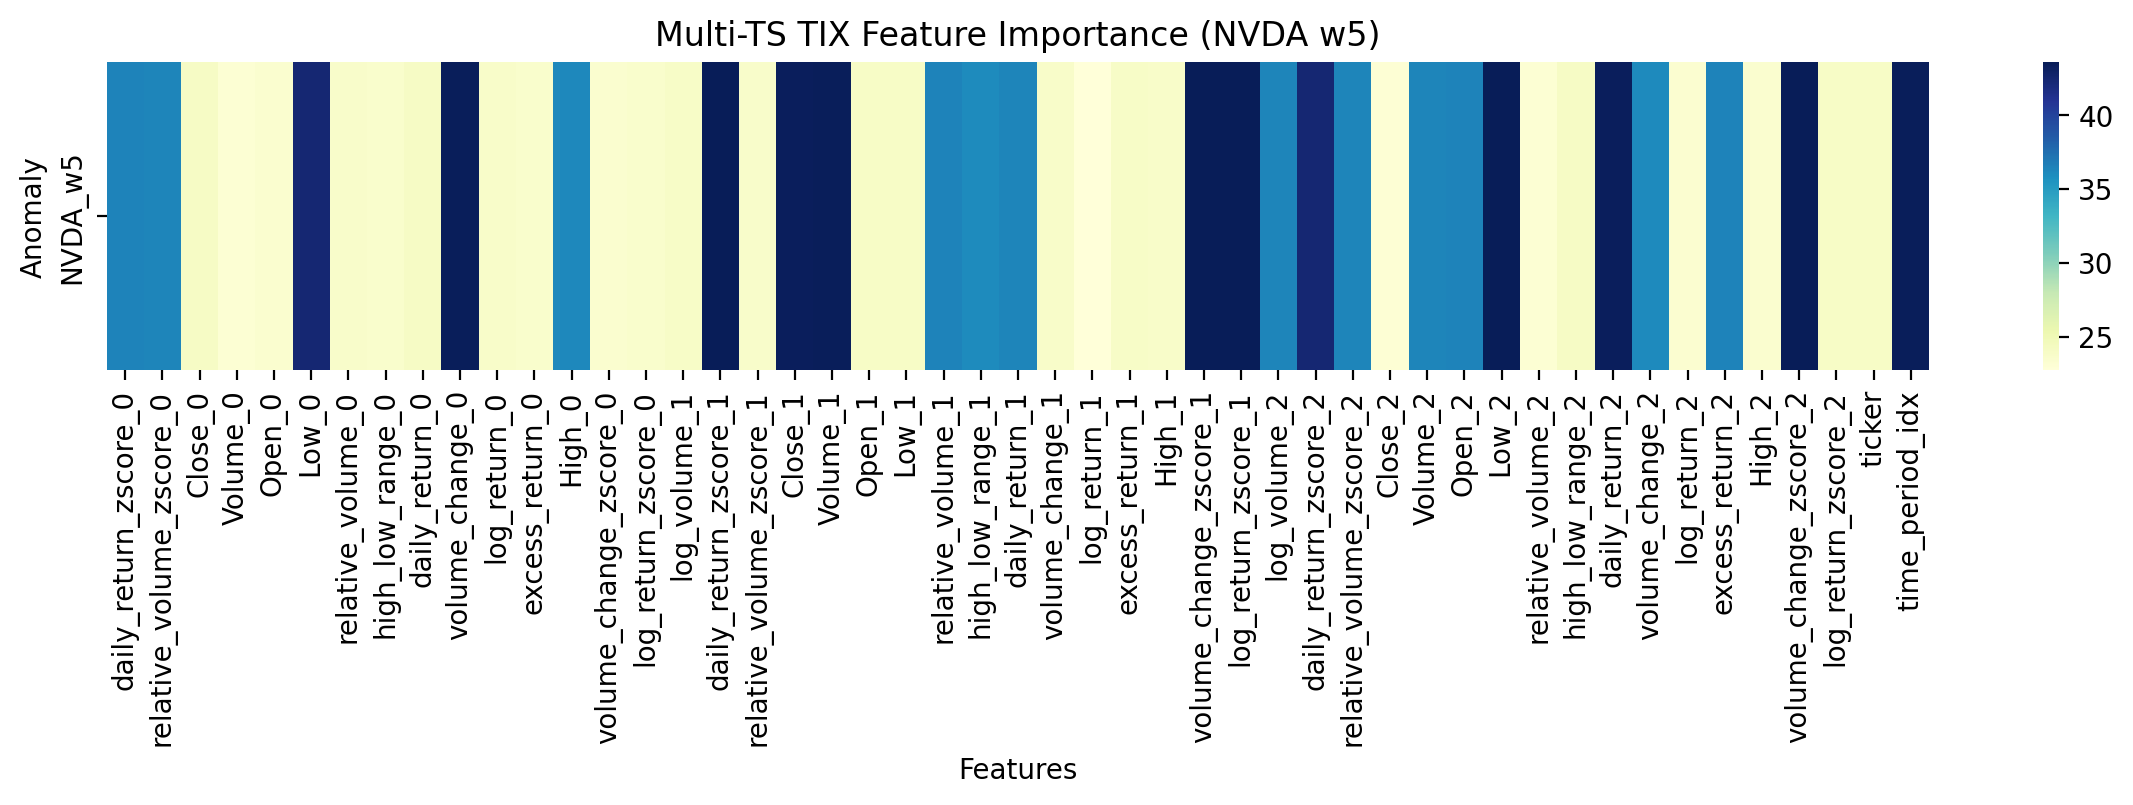 Multi-TS TIX Feature Importance (NVDA w5)
Anomaly
NVDA_w5
40
35
30
25
daily_return_zscore_0
relative_volume_zscore_0
Close_0
Volume_0
Open_0
Low_0
relative_volume_0
high_low_range_0
daily_return_0
volume_change_0
log_return_0
excess_return_0
High_0
volume_change_zscore_0
log_return_zscore_0
log_volume_1
daily_return_zscore_1
relative_volume_zscore_1
Close_1
Volume_1
Open_1
Low_1
relative_volume_1
high_low_range_1
daily_return_1
volume_change_1
log_return_1
excess_return_1
High_1
volume_change_zscore_1
log_return_zscore_1
log_volume_2
daily_return_zscore_2
relative_volume_zscore_2
Close_2
Volume_2
Open_2
Low_2
relative_volume_2
high_low_range_2
daily_return_2
volume_change_2
log_return_2
excess_return_2
High_2
volume_change_zscore_2
log_return_zscore_2
ticker
time_period_idx
Features